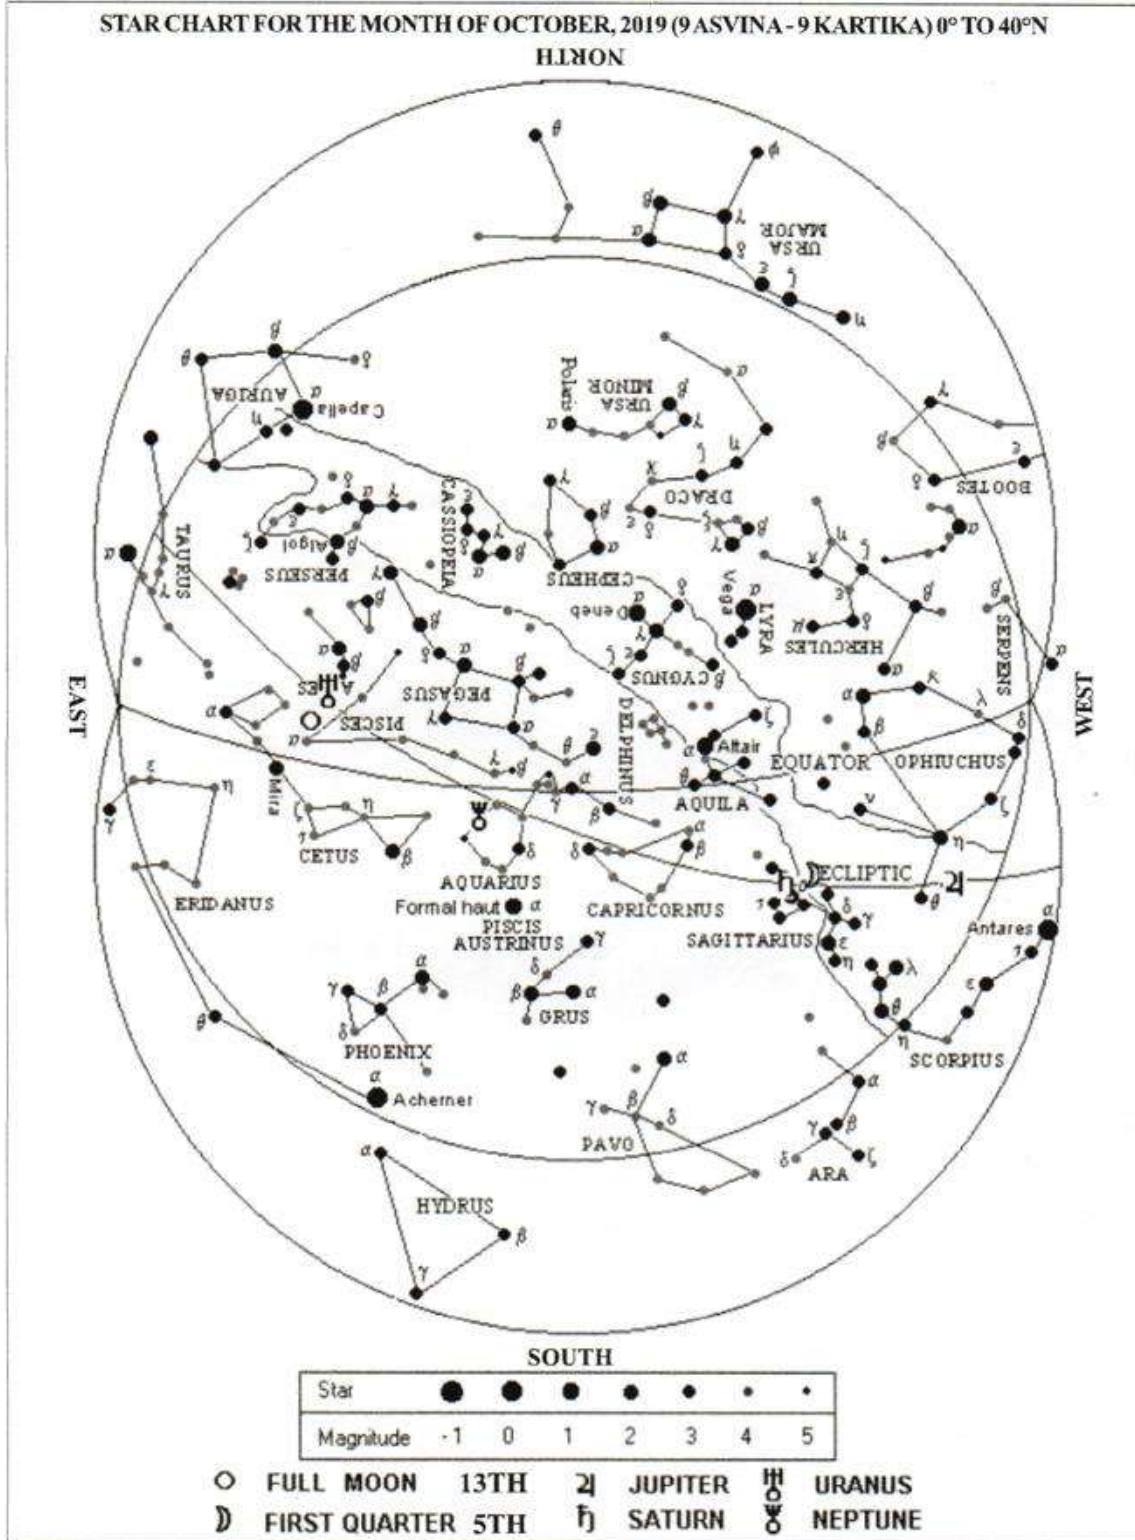 STAR CHART FOR THE MONTH OF OCTOBER, 2019 (9 ASVINA - 9 KARTIKA) 0° TO 40°N
NORTH
θ
φ
β
γ
α
δ
URSA
MAJOR
ε
ζ
η
β
θ
δ
AURIGA
α
Capella
η
Polaris
α
URSA
MINOR
β
γ
α
γ
β
δ
ε
BOOTES
η
ζ
χ
DRACO
ε
δ
ξ
β
γ
TAURUS
α
γ
δ
α
γ
ε
ζ
Algol
β
PERSEUS
CASSIOPEIA
ε
α
β
γ
β
α
CEPHEUS
β
α
η
ζ
π
ε
β
δ
μ
HERCULES
α
β
SERPENS
α
γ
β
δ
α
β
PEGASUS
γ
α
Deneb
δ
γ
ε
ζ
CYGNUS
β
Vega
α
LYRA
β
α
β
ARIES
EAST
WEST
α
PISCES
α
γ
β
θ
ε
DELPHINUS
ζ
α
Altair
θ
AQUILA
EQUATOR
α
κ
λ
β
δ
OPHIUCHUS
ζ
ν
η
θ
ε
η
γ
Mira
ζ
η
τ
CETUS
β
γ
α
β
δ
AQUARIUS
δ
α
β
CAPRICORNUS
ECLIPTIC
ERIDANUS
Formal haut
α
PISCIS
AUSTRINUS
γ
τ
δ
γ
SAGITTARIUS
ε
η
Antares
α
τ
λ
ε
θ
η
SCORPIUS
α
γ
β
δ
PHOENIX
δ
β
α
GRUS
θ
α
Acherner
α
γ
β
δ
PAVO
α
β
γ
δ
ζ
ARA
α
HYDRUS
β
γ
SOUTH
Star
Magnitude -1 0 1 2 3 4 5
FULL MOON 13TH ♃ JUPITER ♅ URANUS
FIRST QUARTER 5TH ♄ SATURN ♆ NEPTUNE